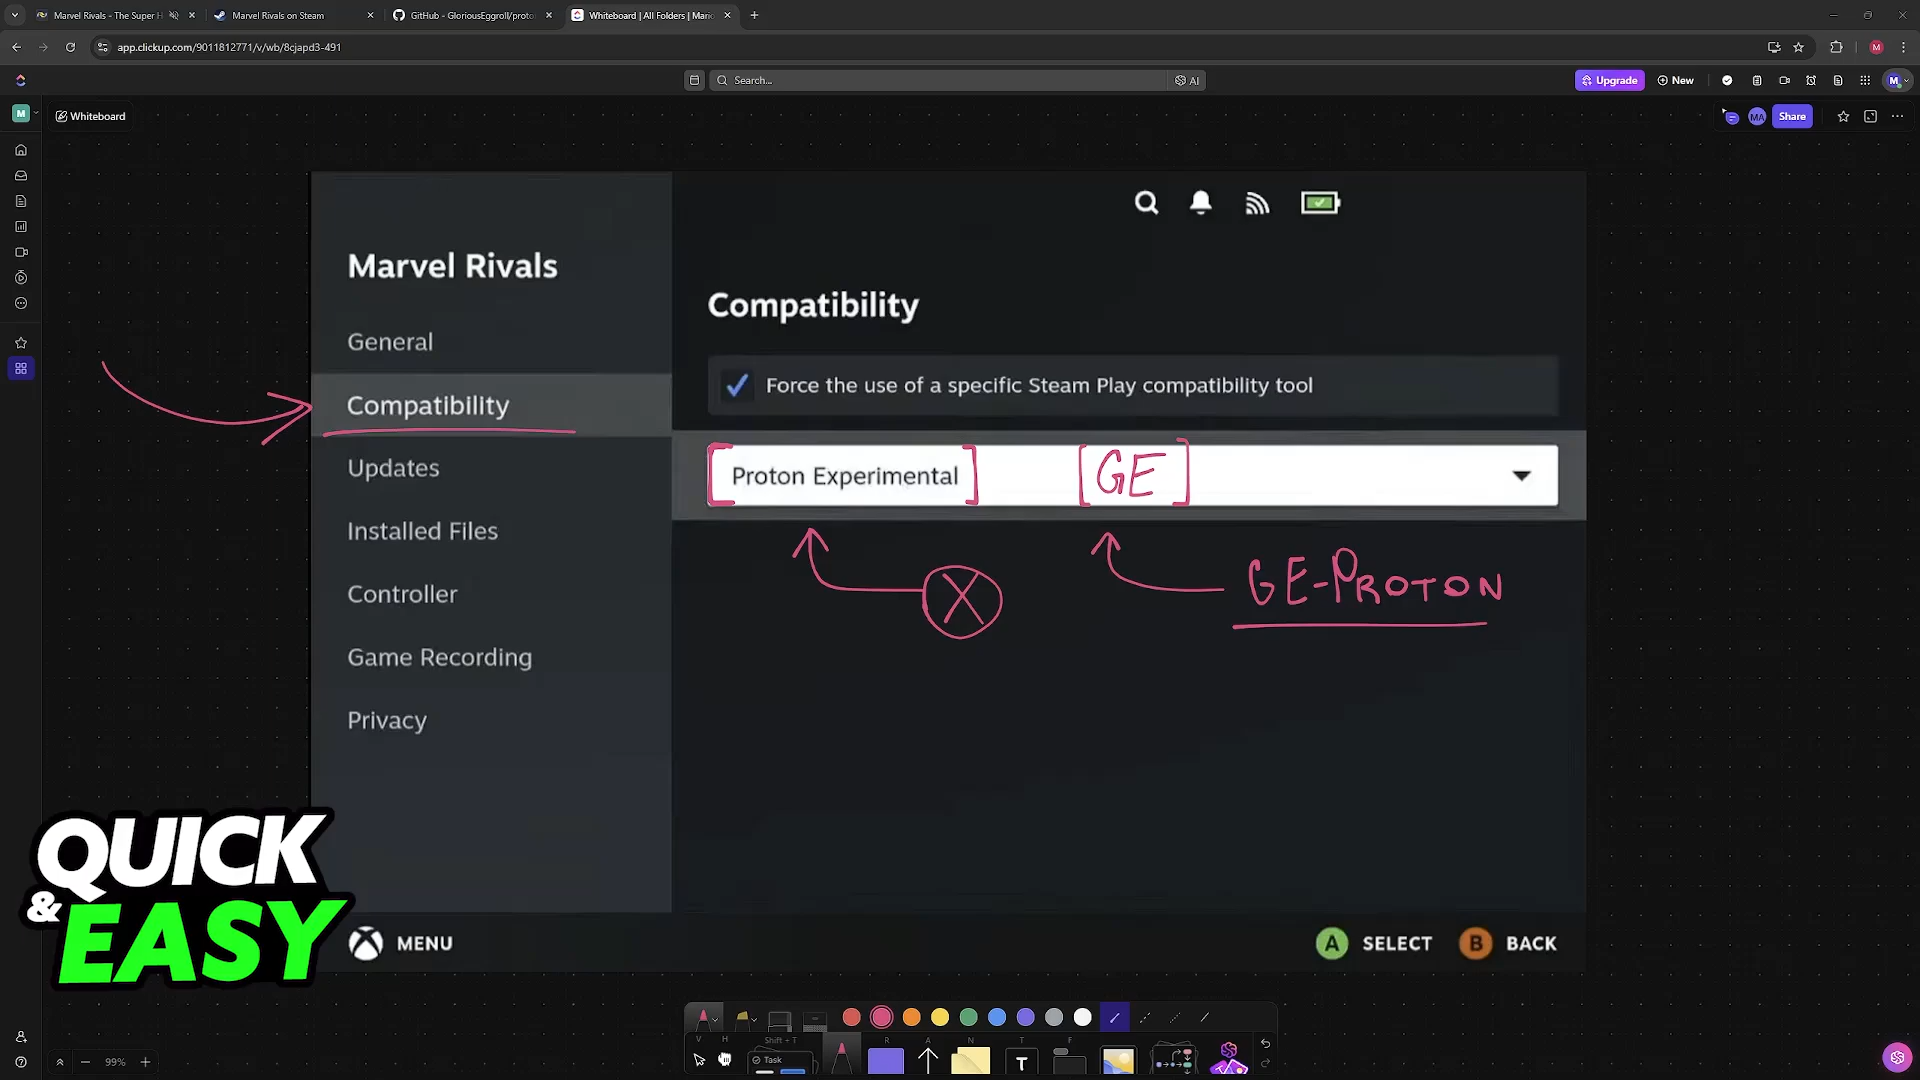 Marvel Rivals - The Super H
Marvel Rivals on Steam
GitHub - GloriousEggroll/proto
Whiteboard | All Folders | Mario
app.clickup.com/9011812771/v/wb/8cjapd3-491
M
Search...
AI
Upgrade
New
M
M
Whiteboard
MA
Share
Marvel Rivals
General
Compatibility
Updates
Installed Files
Controller
Game Recording
Privacy
Compatibility
Force the use of a specific Steam Play compatibility tool
Proton Experimental
GE
X
GE-PROTON
QUICK
& EASY
MENU
A SELECT
B BACK
99%
V
H
Shift + T
Task
R
A
N
T
T
F